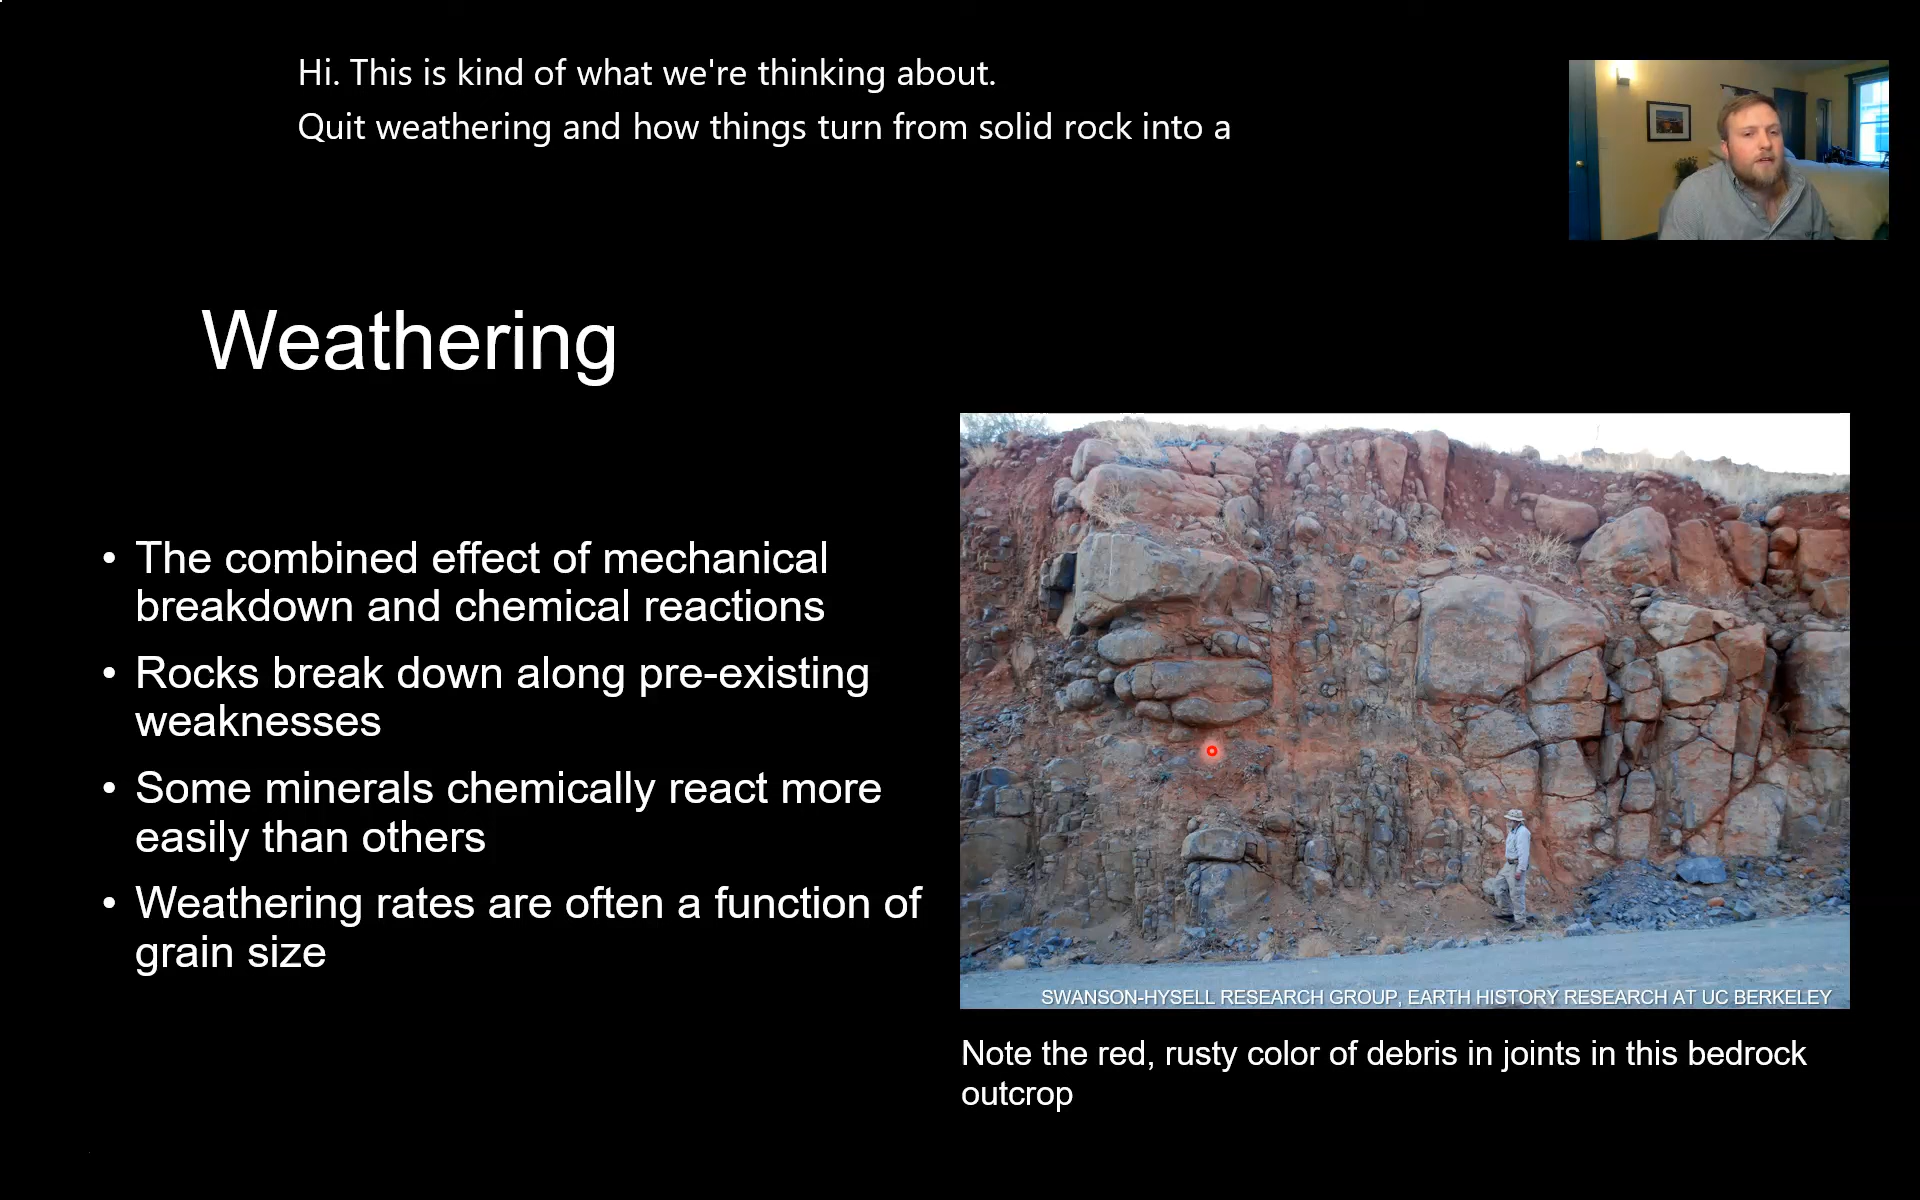 Hi. This is kind of what we're thinking about.
Quit weathering and how things turn from solid rock into a
Weathering
• The combined effect of mechanical
breakdown and chemical reactions
• Rocks break down along pre-existing
weaknesses
• Some minerals chemically react more
easily than others
• Weathering rates are often a function of
grain size
SWANSON-HYSELL RESEARCH GROUP, EARTH HISTORY RESEARCH AT UC BERKELEY
Note the red, rusty color of debris in joints in this bedrock
outcrop